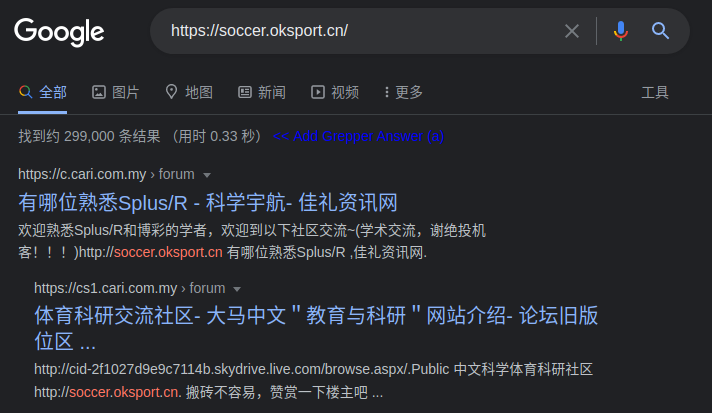 Google https://soccer.oksport.cn/
全部 图片 地图 新闻 视频 更多 工具
找到约 299,000 条结果 （用时 0.33 秒） << Add Grepper Answer (a)
https://c.cari.com.my › forum
有哪位熟悉Splus/R - 科学宇航- 佳礼资讯网
欢迎熟悉Splus/R和博彩的学者，欢迎到以下社区交流~(学术交流，谢绝投机
客！！！)http://soccer.oksport.cn 有哪位熟悉Splus/R ,佳礼资讯网.
https://cs1.cari.com.my › forum
体育科研交流社区- 大马中文＂教育与科研＂网站介绍- 论坛旧版
位区 ...
http://cid-2f1027d9e9c7114b.skydrive.live.com/browse.aspx/.Public 中文科学体育科研社区
http://soccer.oksport.cn. 搬砖不容易，赞赏一下楼主吧 ...